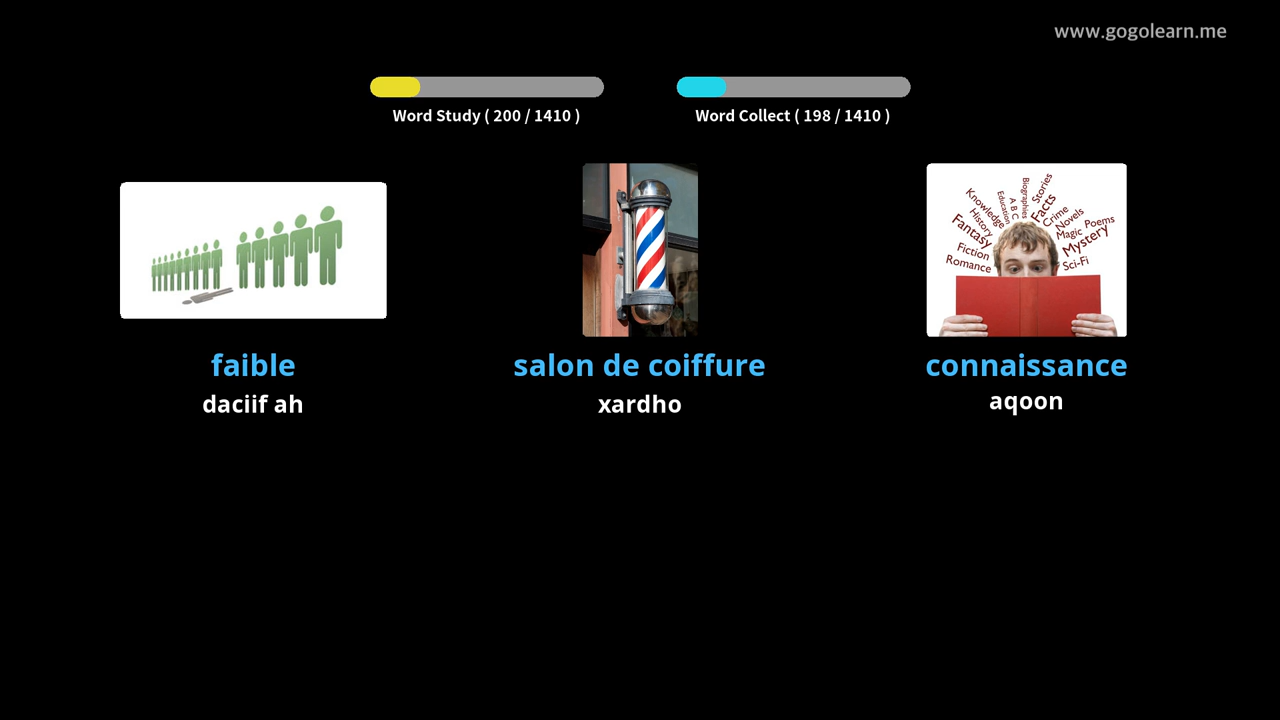 www.gogolearn.me
Word Study ( 200 / 1410 )
Word Collect ( 198 / 1410 )
Knowledge
History
Fantasy
Fiction
Romance
Education
A B C
Biographies
Stories
Facts
Crime
Novels
Magic
Poems
Mystery
Sci-Fi
faible
salon de coiffure
connaissance
daciif ah
xardho
aqoon